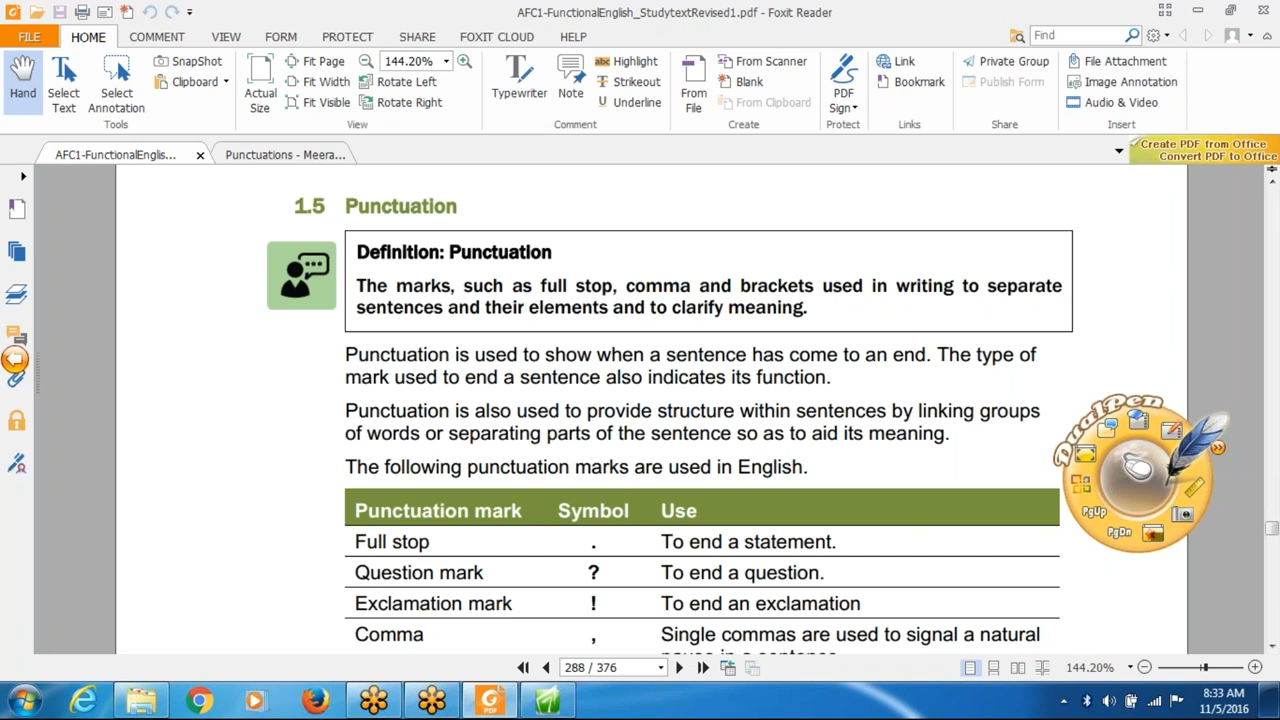 AFC1-FunctionalEnglish_StudytextRevised1.pdf - Foxit Reader
FILE HOME COMMENT VIEW FORM PROTECT SHARE FOXIT CLOUD HELP Find
Hand
Select Text
Select Annotation
SnapShot
Clipboard
Tools
Actual Size
Fit Page
Fit Width
Fit Visible
144.20%
Rotate Left
Rotate Right
View
Typewriter
Note
abc Highlight
Strikeout
U Underline
Comment
From File
From Scanner
Blank
From Clipboard
Create
PDF Sign
Protect
Link
Bookmark
Links
Private Group
Publish Form
Share
File Attachment
Image Annotation
Audio & Video
Insert
AFC1-FunctionalEnglis... Punctuations - Meera...
Create PDF from Office
Convert PDF to Office
1.5 Punctuation
Definition: Punctuation
The marks, such as full stop, comma and brackets used in writing to separate
sentences and their elements and to clarify meaning.
Punctuation is used to show when a sentence has come to an end. The type of
mark used to end a sentence also indicates its function.
Punctuation is also used to provide structure within sentences by linking groups
of words or separating parts of the sentence so as to aid its meaning.
The following punctuation marks are used in English.
Punctuation mark Symbol Use
Full stop . To end a statement.
Question mark ? To end a question.
Exclamation mark ! To end an exclamation
Comma , Single commas are used to signal a natural
pause in a sentence
DualPen
PgUp
PgDn
288 / 376
144.20%
PDF
8:33 AM
11/5/2016